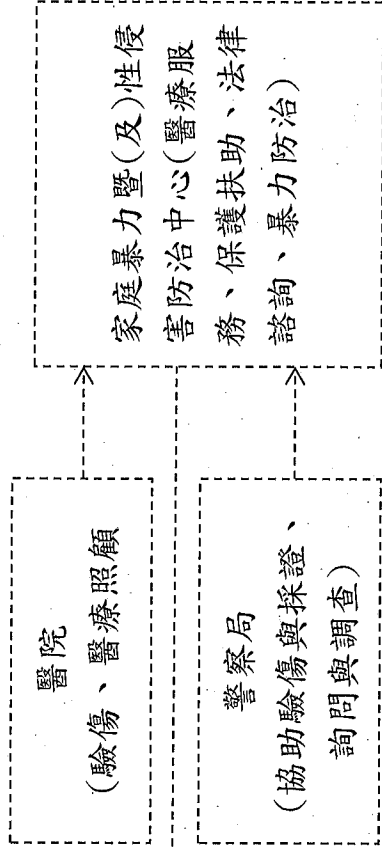 醫院
(驗傷、醫療照顧
警察局
(協助驗傷與採證、
詢問與調查)
家庭暴力暨(及)性侵
害防治中心(醫療服
務、保護扶助、法律
諮詢、暴力防治)